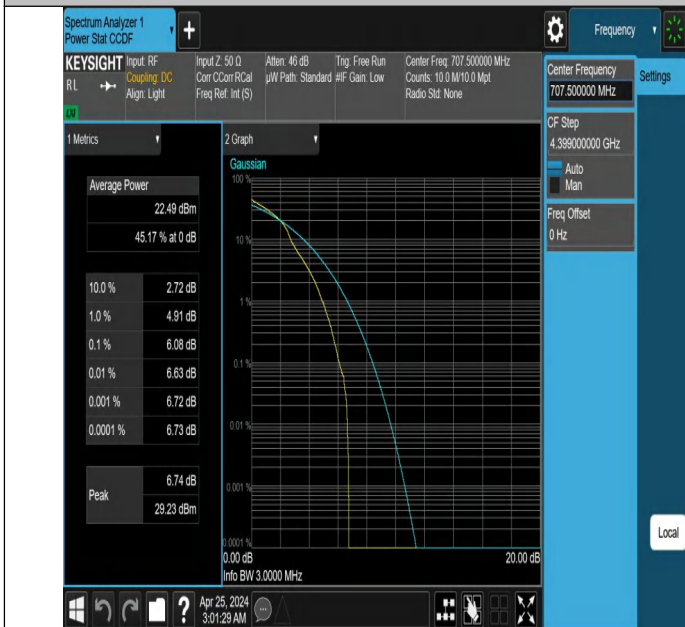 Spectrum Analyzer 1
Power Stat CCDF
+
Frequency
KEYSIGHT
RL
LXI
Input: RF
Coupling: DC
Align: Light
Input Z: 50 Ω
Corr CCorr RCal
Freq Ref: Int (S)
Atten: 46 dB
µW Path: Standard
Trig: Free Run
#IF Gain: Low
Center Freq: 707.500000 MHz
Counts: 10.0 M/10.0 Mpt
Radio Std: None
Center Frequency
707.500000 MHz
Settings
CF Step
4.399000000 GHz
Auto
Man
Freq Offset
0 Hz
Local
1 Metrics
Average Power
22.49 dBm
45.17 % at 0 dB
10.0 % 2.72 dB
1.0 % 4.91 dB
0.1 % 6.08 dB
0.01 % 6.63 dB
0.001 % 6.72 dB
0.0001 % 6.73 dB
Peak
6.74 dB
29.23 dBm
2 Graph
Gaussian
100 %
10 %
1 %
0.1 %
0.01 %
0.001 %
0.0001 %
0.00 dB 20.00 dB
Info BW 3.0000 MHz
?
Apr 25, 2024
3:01:29 AM